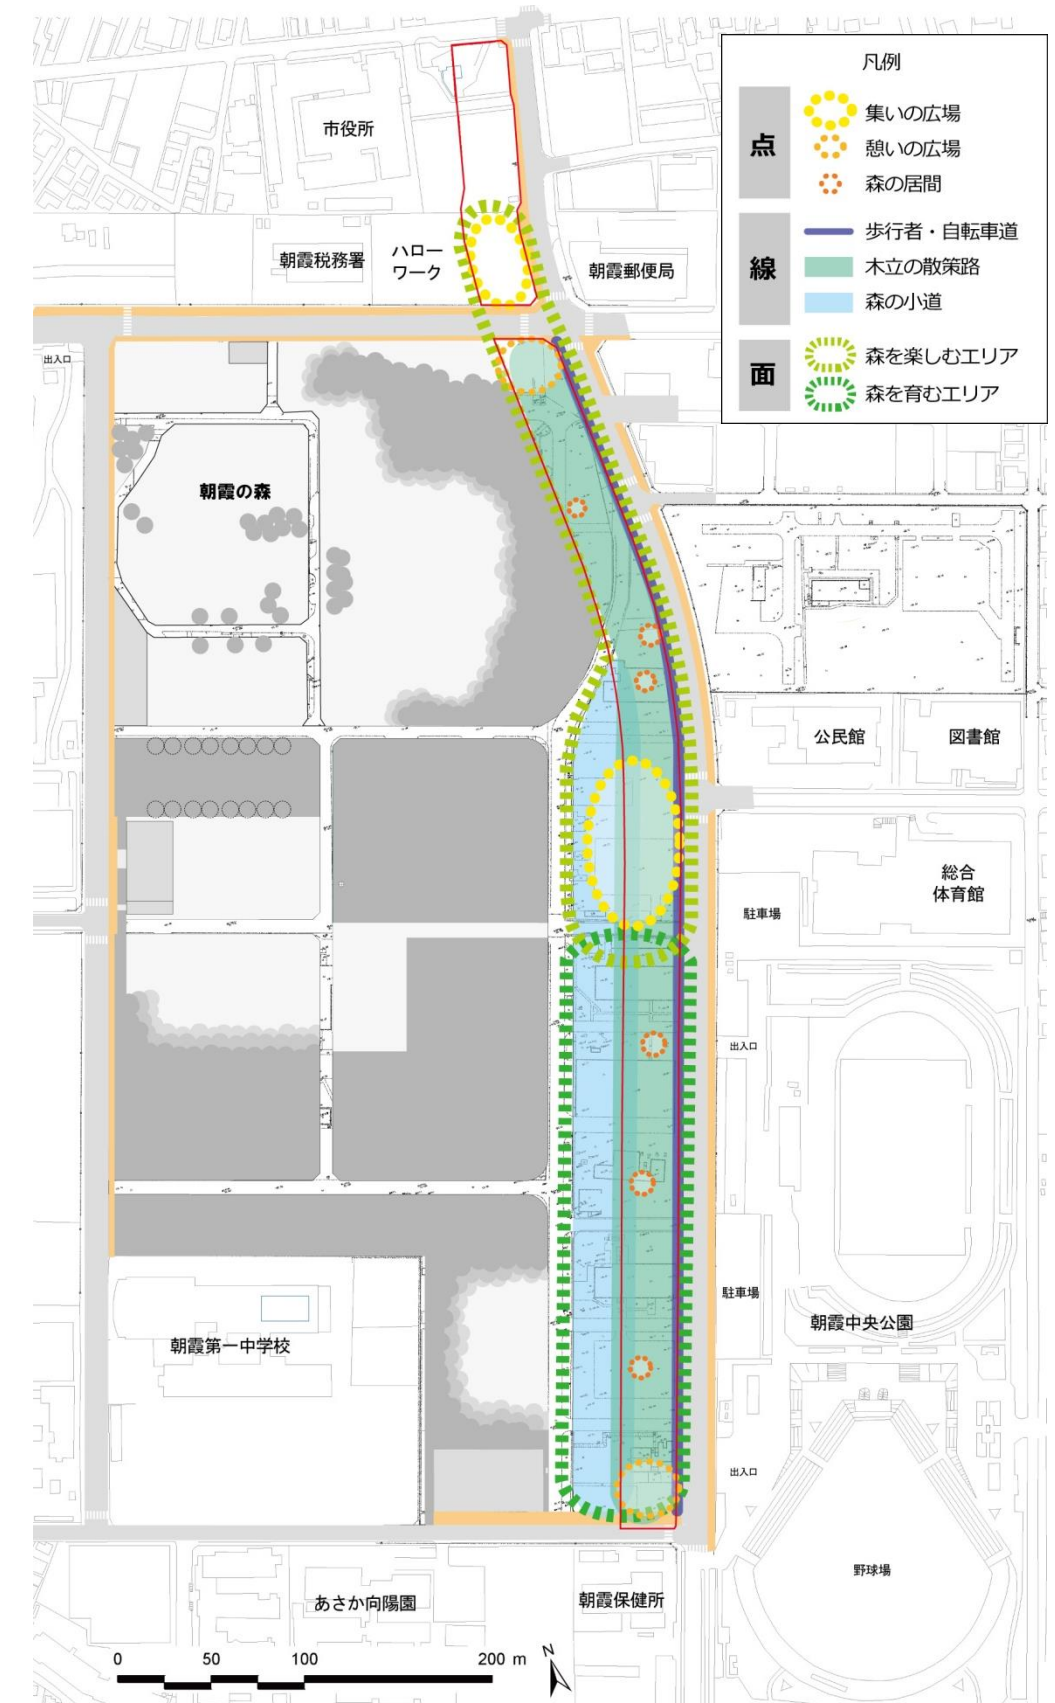 凡例
点
集いの広場
憩いの広場
森の居間
線
歩行者・自転車道
木立の散策路
森の小道
面
森を楽しむエリア
森を育むエリア
市役所
朝霞税務署
ハロー
ワーク
朝霞郵便局
出入口
朝霞の森
公民館
図書館
総合
体育館
駐車場
出入口
駐車場
朝霞中央公園
朝霞第一中学校
出入口
野球場
あさか向陽園
朝霞保健所
0 50 100 200 m
N